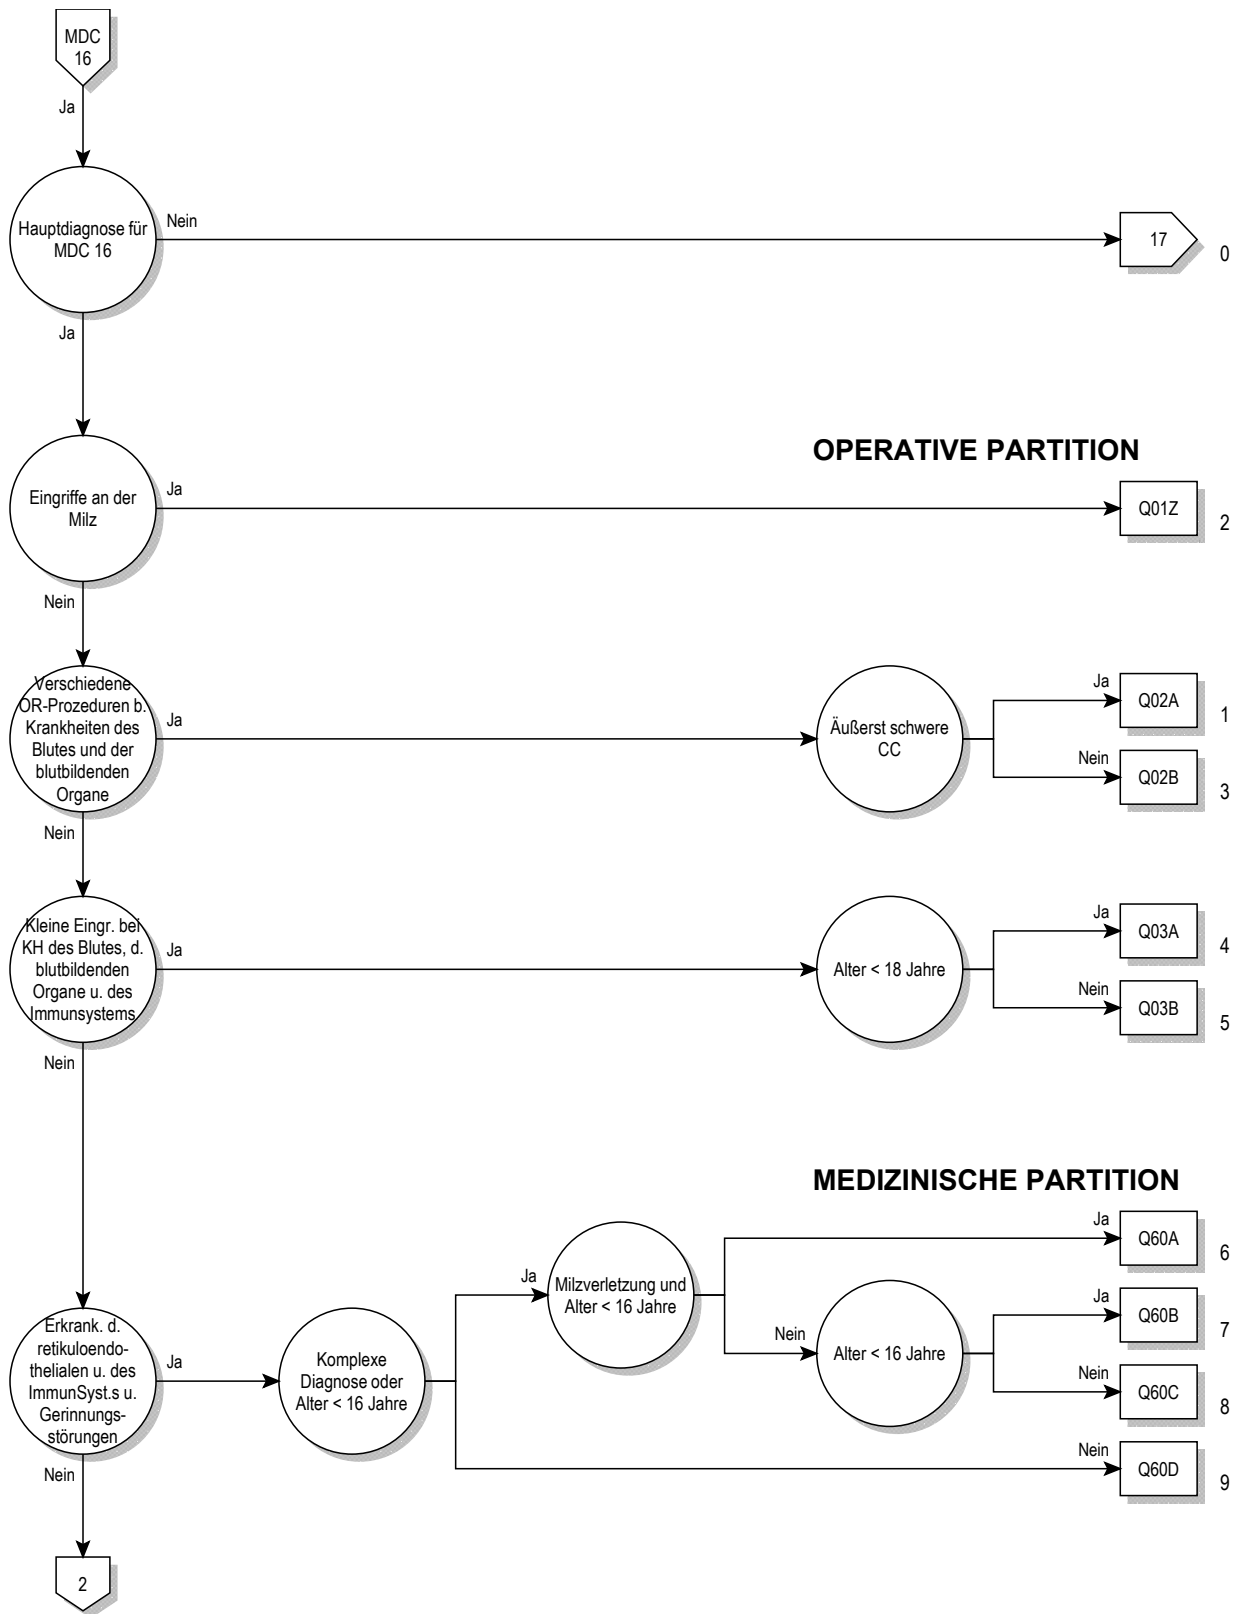 MDC
16
Ja
Hauptdiagnose für
MDC 16
Nein
17
0
Ja
OPERATIVE PARTITION
Eingriffe an der
Milz
Ja
Q01Z
2
Nein
Verschiedene
OR-Prozeduren b.
Krankheiten des
Blutes und der
blutbildenden
Organe
Ja
Äußerst schwere
CC
Ja
Q02A
1
Nein
Q02B
3
Nein
Kleine Eingr. bei
KH des Blutes, d.
blutbildenden
Organe u. des
Immunsystems
Ja
Alter < 18 Jahre
Ja
Q03A
4
Nein
Q03B
5
Nein
MEDIZINISCHE PARTITION
Erkrank. d.
retikuloendo-
thelialen u. des
ImmunSyst.s u.
Gerinnungs-
störungen
Ja
Komplexe
Diagnose oder
Alter < 16 Jahre
Ja
Milzverletzung und
Alter < 16 Jahre
Ja
Q60A
6
Nein
Alter < 16 Jahre
Ja
Q60B
7
Nein
Q60C
8
Nein
Q60D
9
Nein
2